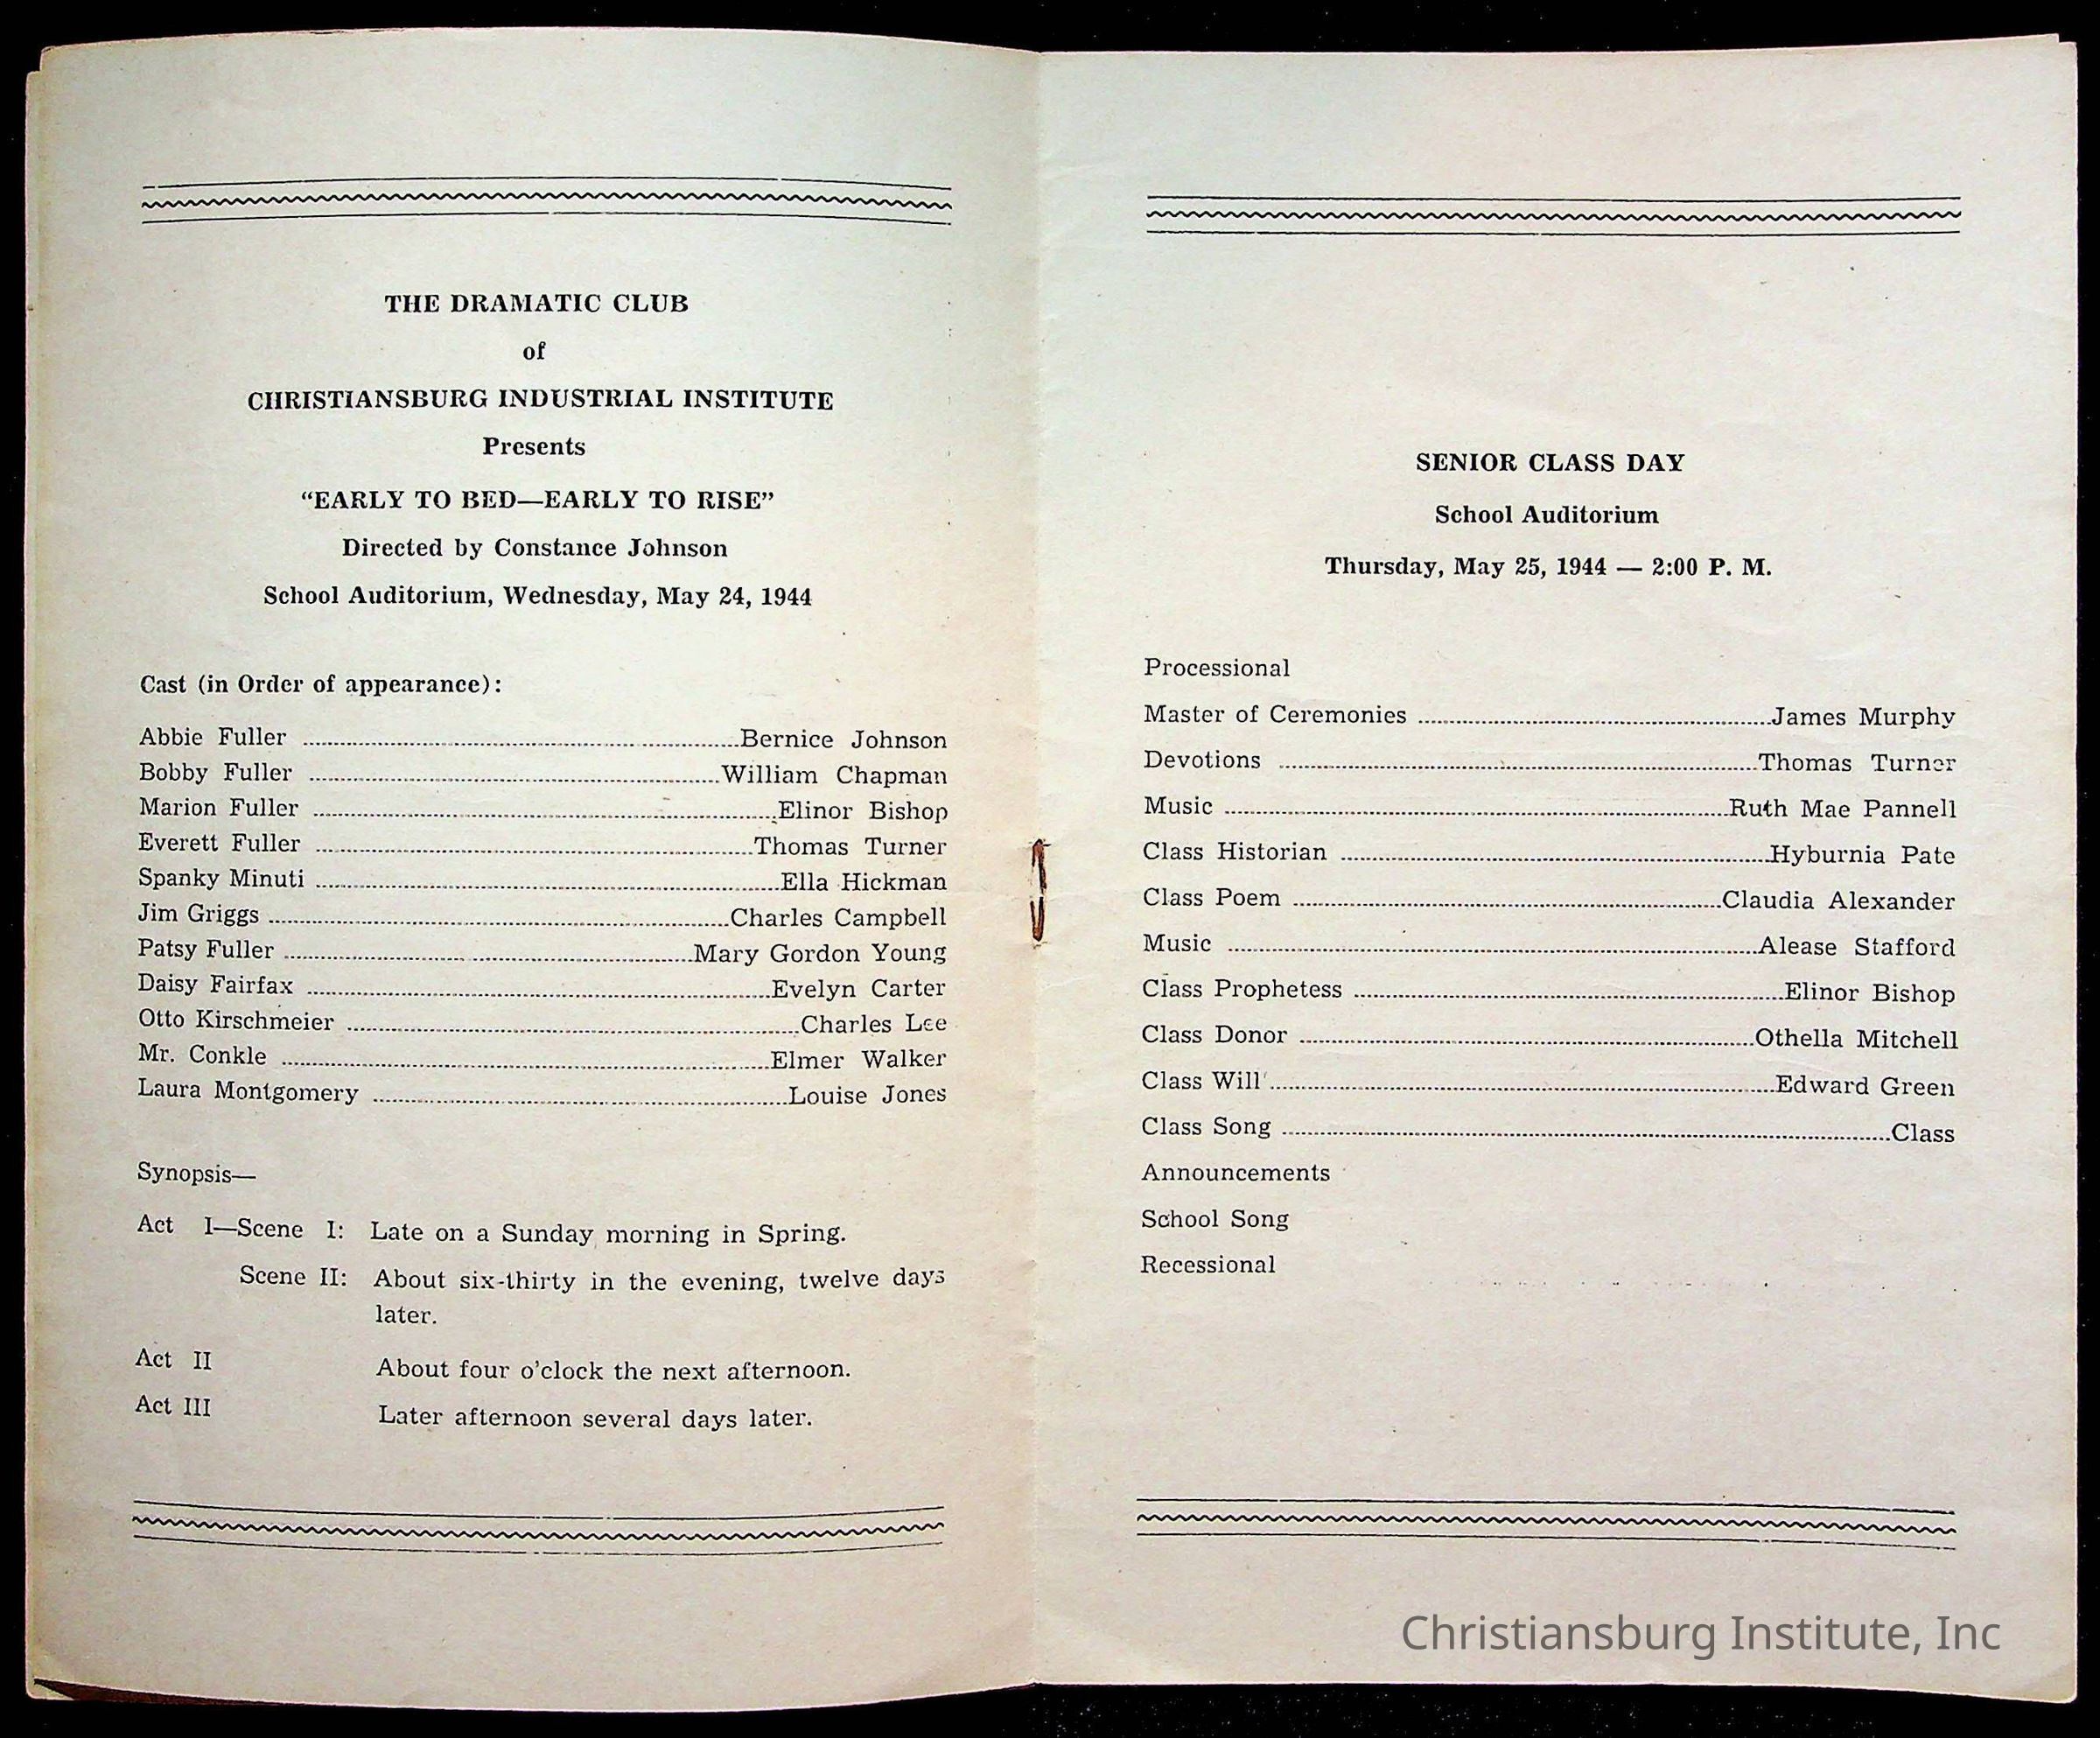 THE DRAMATIC CLUB
of
CHRISTIANSBURG INDUSTRIAL INSTITUTE
Presents
“EARLY TO BED—EARLY TO RISE”
Directed by Constance Johnson
School Auditorium, Wednesday, May 24, 1944
Cast (in Order of appearance):
Abbie Fuller ........ Bernice Johnson
Bobby Fuller ........ William Chapman
Marion Fuller ........ Elinor Bishop
Everett Fuller ........ Thomas Turner
Spanky Minuti ........ Ella Hickman
Jim Griggs ........ Charles Campbell
Patsy Fuller ........ Mary Gordon Young
Daisy Fairfax ........ Evelyn Carter
Otto Kirschmeier ........ Charles Lee
Mr. Conkle ........ Elmer Walker
Laura Montgomery ........ Louise Jones
Synopsis—
Act I—Scene I: Late on a Sunday morning in Spring.
Scene II: About six-thirty in the evening, twelve days
later.
Act II About four o’clock the next afternoon.
Act III Later afternoon several days later.
SENIOR CLASS DAY
School Auditorium
Thursday, May 25, 1944 — 2:00 P. M.
Processional
Master of Ceremonies ........ James Murphy
Devotions ........ Thomas Turner
Music ........ Ruth Mae Pannell
Class Historian ........ Hyburnia Pate
Class Poem ........ Claudia Alexander
Music ........ Alease Stafford
Class Prophetess ........ Elinor Bishop
Class Donor ........ Othella Mitchell
Class Will ........ Edward Green
Class Song ........ Class
Announcements
School Song
Recessional
Christiansburg Institute, Inc